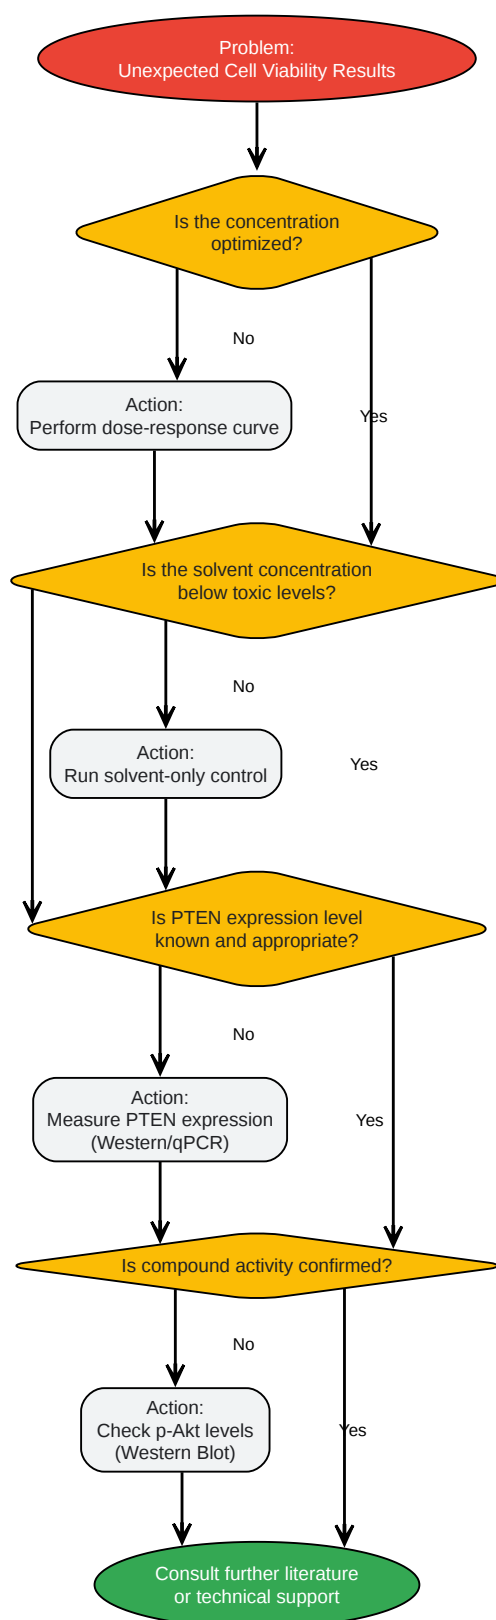 Problem:
Unexpected Cell Viability Results
Is the concentration
optimized?
No
Action:
Perform dose-response curve
Yes
Is the solvent concentration
below toxic levels?
No
Action:
Run solvent-only control
Yes
Is PTEN expression level
known and appropriate?
No
Action:
Measure PTEN expression
(Western/qPCR)
Yes
Is compound activity confirmed?
No
Action:
Check p-Akt levels
(Western Blot)
Yes
Consult further literature
or technical support